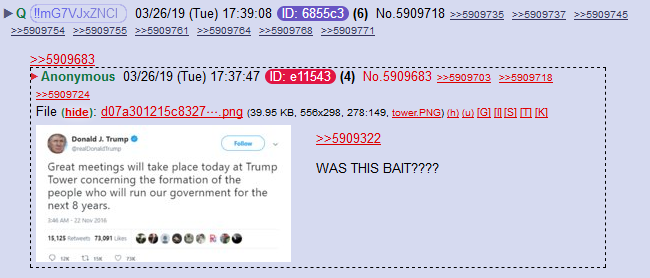 ▶ Q !!mG7VJxZNCI 03/26/19 (Tue) 17:39:08 ID: 6855c3 (6) No.5909718 >>5909735 >>5909737 >>5909745
>>5909754 >>5909755 >>5909761 >>5909764 >>5909768 >>5909771
>>5909683
▶ Anonymous 03/26/19 (Tue) 17:37:47 ID: e11543 (4) No.5909683 >>5909703 >>5909718
>>5909724
File (hide): d07a301215c8327⋯.png (39.95 KB, 556x298, 278:149, tower.PNG) (h) (u) [G] [I] [S] [T] [K]
Donald J. Trump
@realDonaldTrump
Follow
Great meetings will take place today at Trump
Tower concerning the formation of the
people who will run our government for the
next 8 years.
3:46 AM - 22 Nov 2016
15,125 Retweets 73,091 Likes
12K 15K 73K
>>5909322
WAS THIS BAIT????